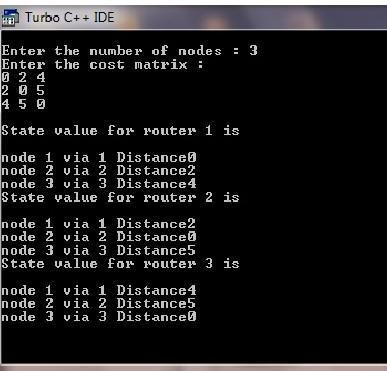 Turbo C++ IDE
Enter the number of nodes : 3
Enter the cost matrix :
0 2 4
2 0 5
4 5 0
State value for router 1 is
node 1 via 1 Distance0
node 2 via 2 Distance2
node 3 via 3 Distance4
State value for router 2 is
node 1 via 1 Distance2
node 2 via 2 Distance0
node 3 via 3 Distance5
State value for router 3 is
node 1 via 1 Distance4
node 2 via 2 Distance5
node 3 via 3 Distance0